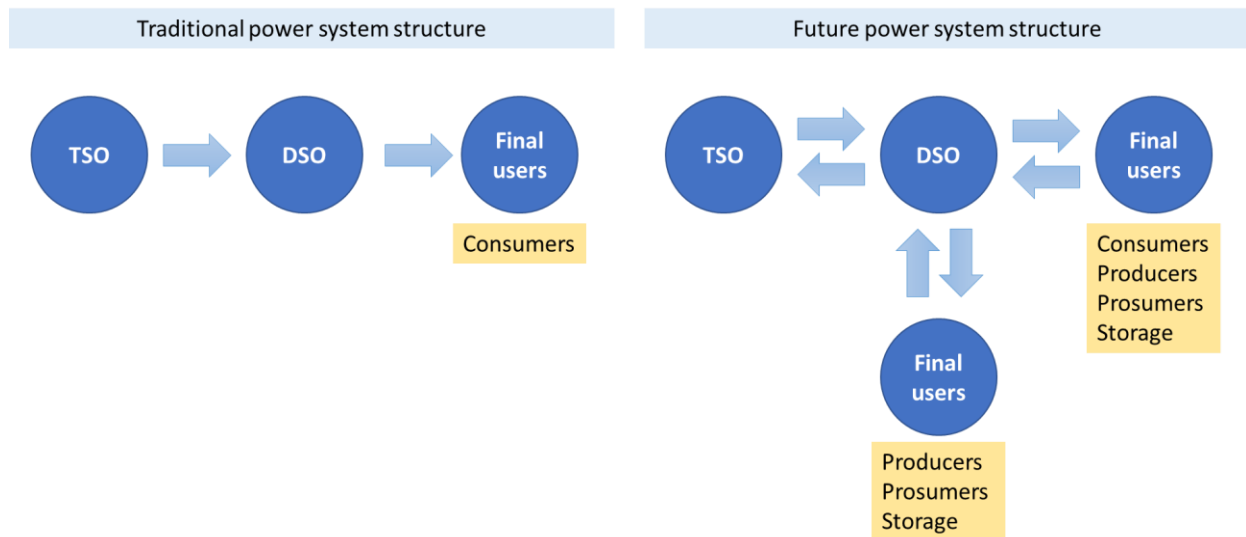 Traditional power system structure
TSO
DSO
Final
users
Consumers
Future power system structure
TSO
DSO
Final
users
Consumers
Producers
Prosumers
Storage
Final
users
Producers
Prosumers
Storage